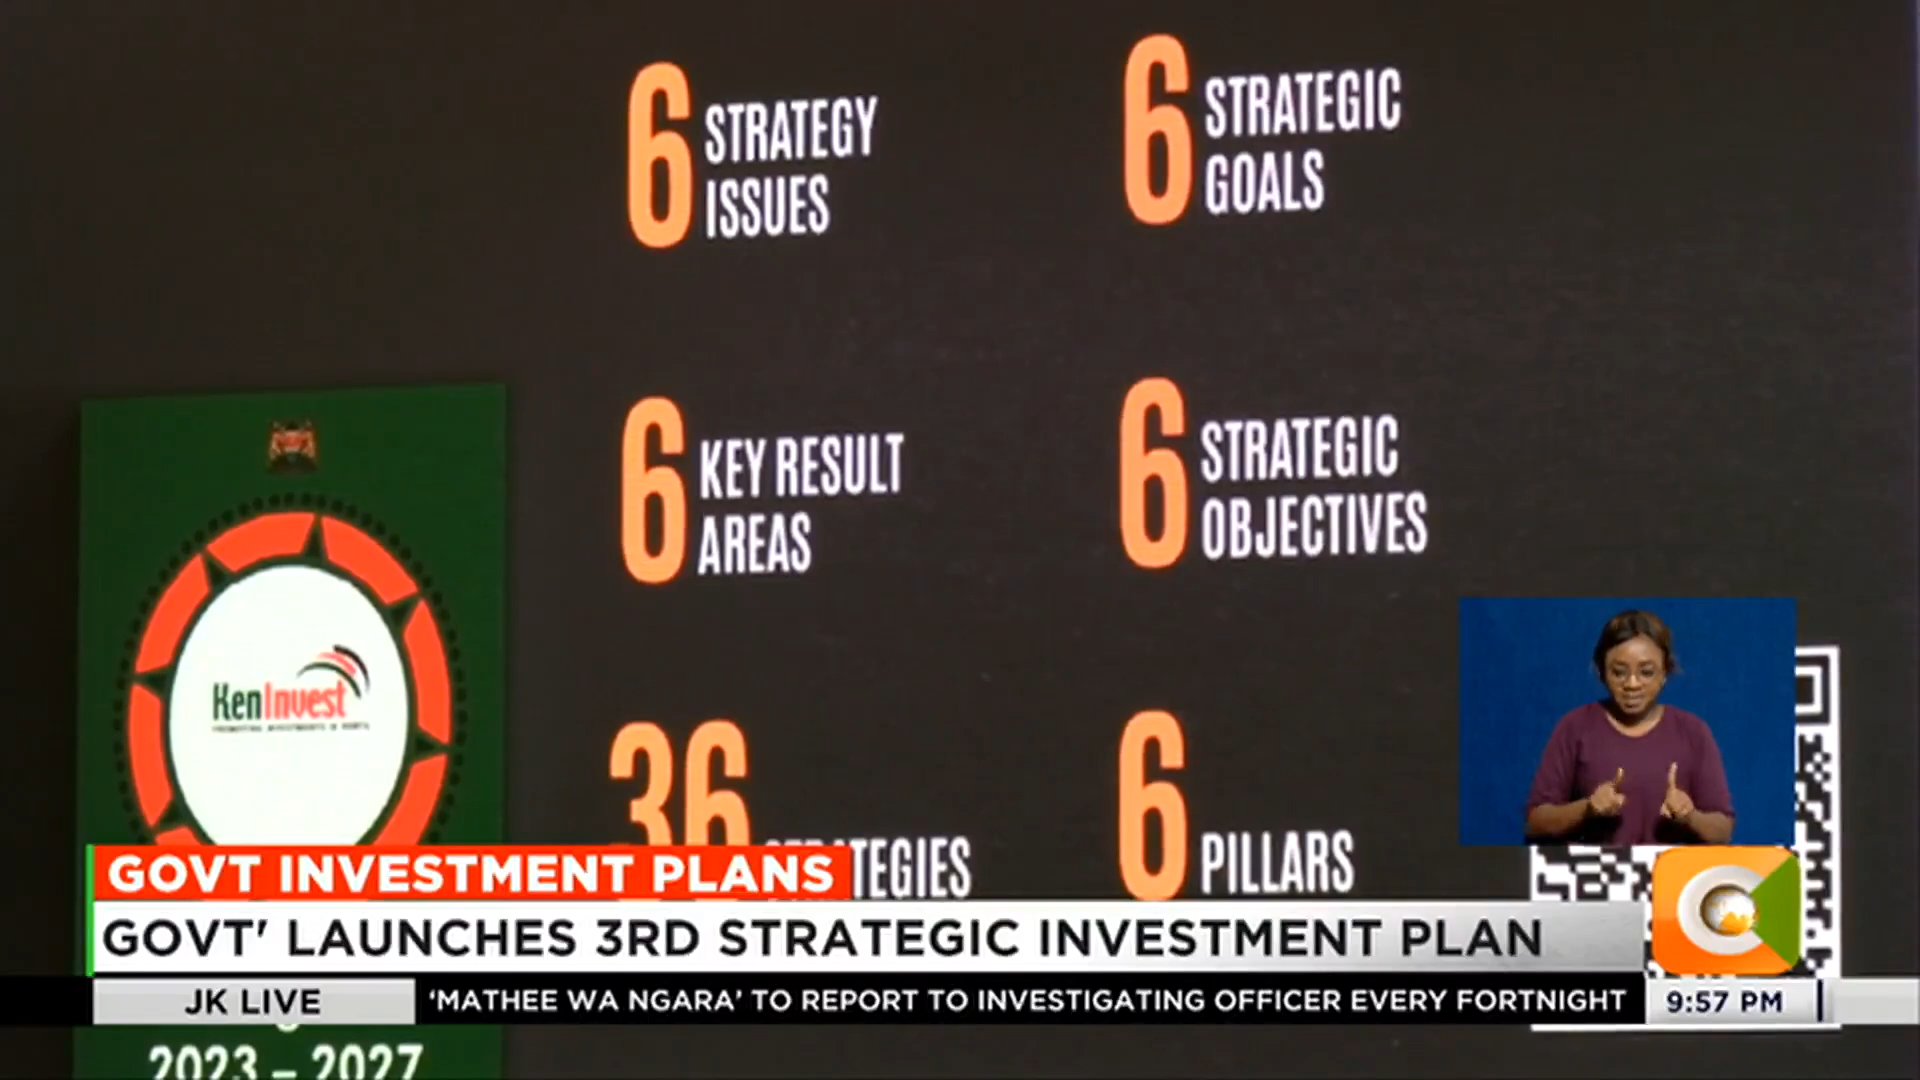 6 STRATEGY
ISSUES
6 STRATEGIC
GOALS
6 KEY RESULT
AREAS
6 STRATEGIC
OBJECTIVES
36
6 PILLARS
KenInvest
GOVT INVESTMENT PLANS
GOVT' LAUNCHES 3RD STRATEGIC INVESTMENT PLAN
JK LIVE
‘MATHEE WA NGARA’ TO REPORT TO INVESTIGATING OFFICER EVERY FORTNIGHT
9:57 PM
2023 – 2027